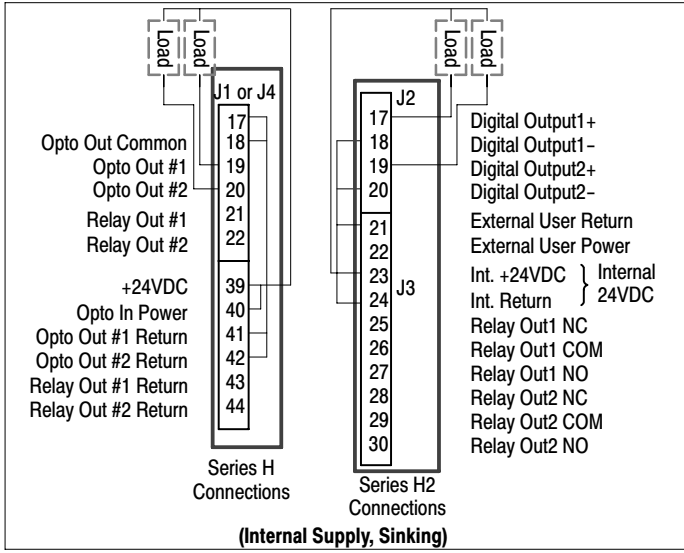 Load
Load
J1 or J4
17
Opto Out Common 18
Opto Out #1 19
Opto Out #2 20
Relay Out #1 21
Relay Out #2 22
+24VDC 39
Opto In Power 40
Opto Out #1 Return 41
Opto Out #2 Return 42
Relay Out #1 Return 43
Relay Out #2 Return 44
Series H
Connections
Load
Load
J2
17 Digital Output1+
18 Digital Output1−
19 Digital Output2+
20 Digital Output2−
21 External User Return
22 External User Power
23 Int. +24VDC
24 Int. Return
} Internal
24VDC
J3
25 Relay Out1 NC
26 Relay Out1 COM
27 Relay Out1 NO
28 Relay Out2 NC
29 Relay Out2 COM
30 Relay Out2 NO
Series H2
Connections
(Internal Supply, Sinking)